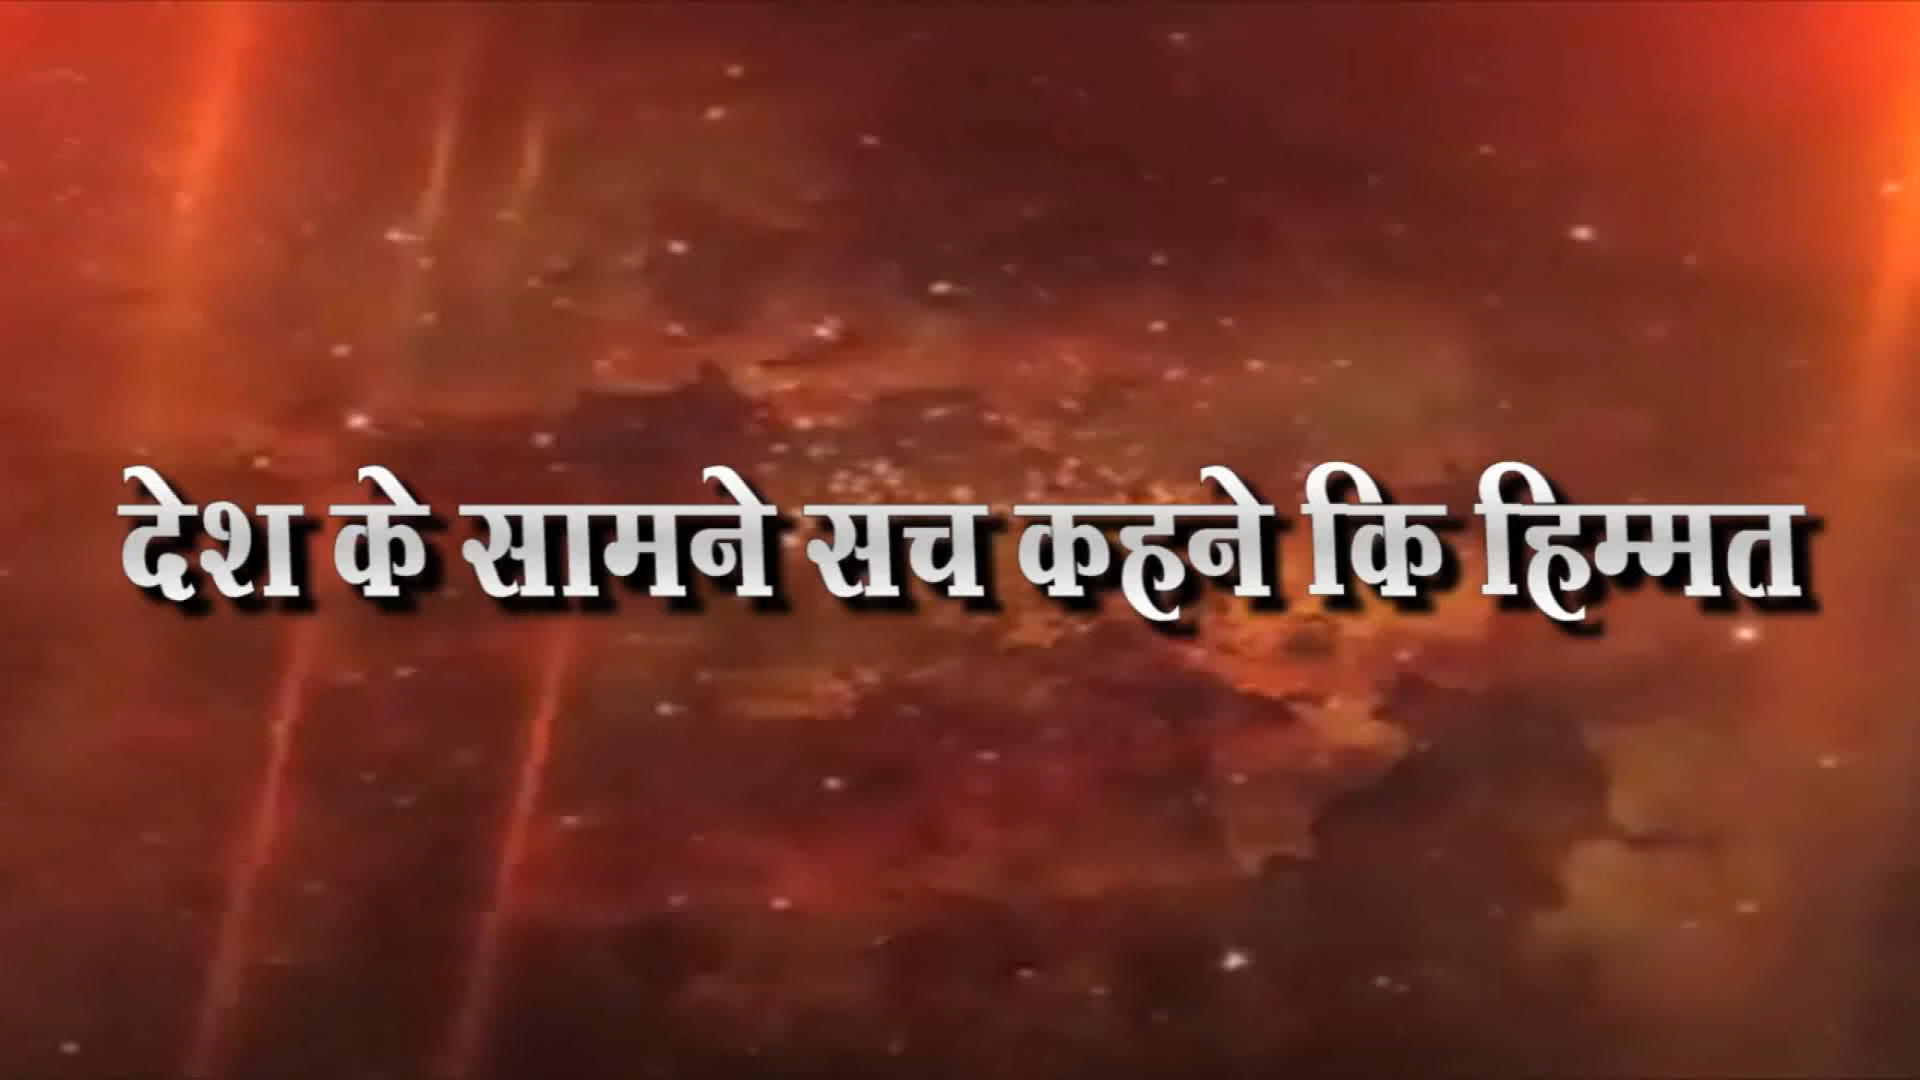 देश के सामने सच कहने कि हिम्मत